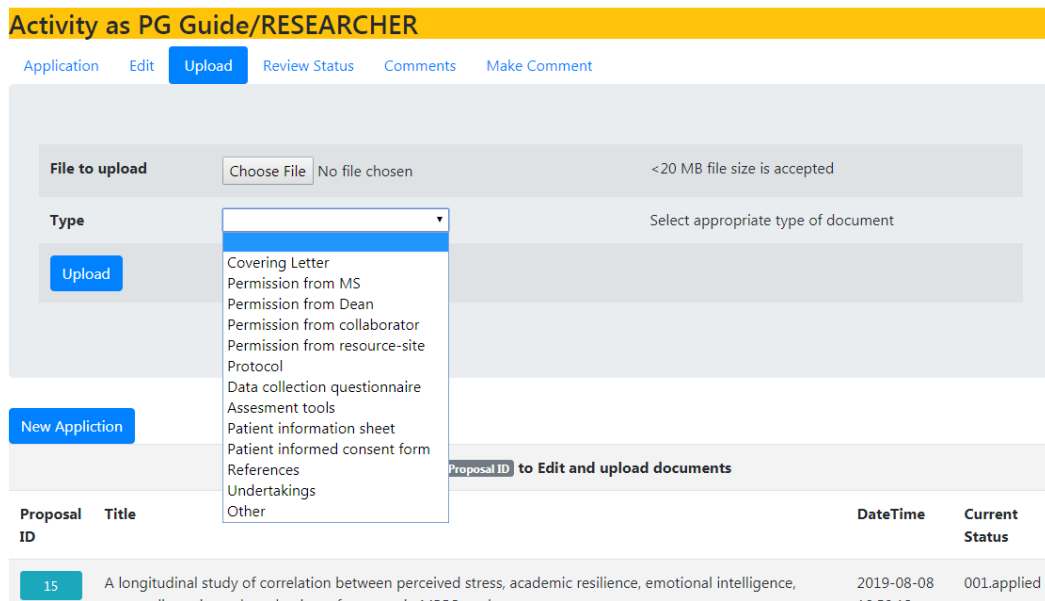 Activity as PG Guide/RESEARCHER
Application Edit Upload Review Status Comments Make Comment
File to upload Choose File No file chosen <20 MB file size is accepted
Type Select appropriate type of document
Upload
Covering Letter
Permission from MS
Permission from Dean
Permission from collaborator
Permission from resource-site
Protocol
Data collection questionnaire
Assesment tools
Patient information sheet
Patient informed consent form
References
Undertakings
Other
New Appliction
Proposal ID to Edit and upload documents
Proposal ID Title DateTime Current Status
15 A longitudinal study of correlation between perceived stress, academic resilience, emotional intelligence, 2019-08-08 001.applied